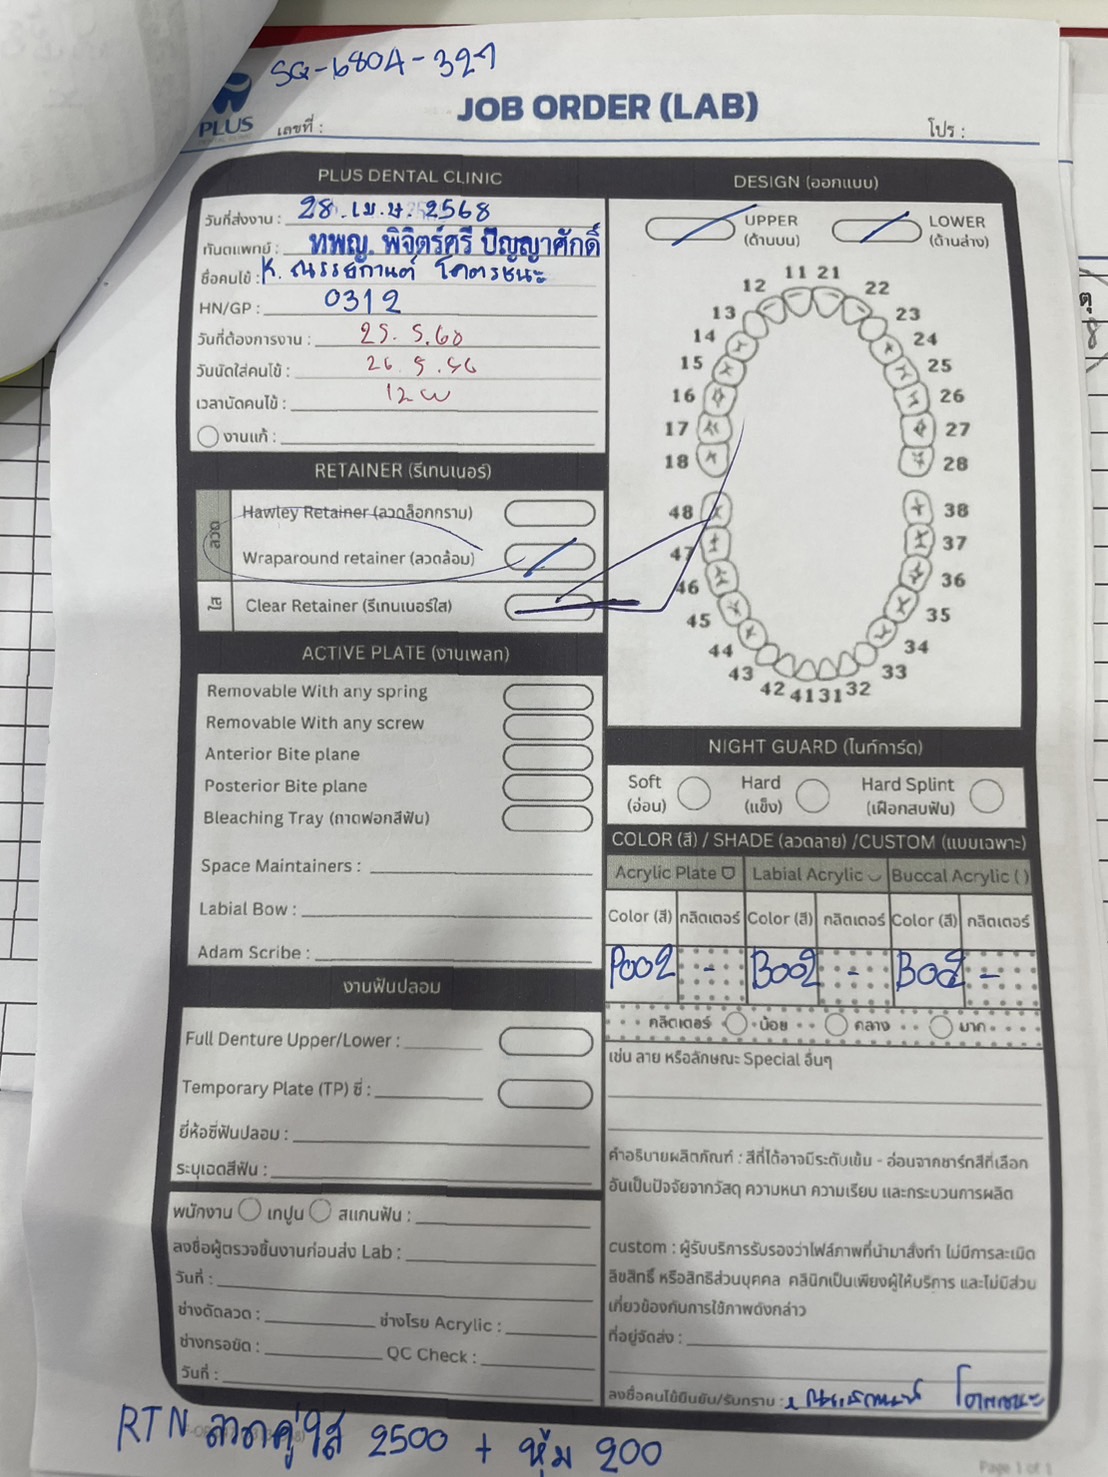 SG-6804-327
PLUS
JOB ORDER (LAB)
เลขที่ :
โปร :
PLUS DENTAL CLINIC
วันที่ส่งงาน : 28 เม.ษ. 2568
ทันตแพทย์ : ทพญ. พิจิตร์ศรี ปัญญาศักดิ์
ชื่อคนไข้ : K. ณรรฐกานต์ โคตรชนะ
HN/GP : 0312
วันที่ต้องการงาน : 25. 5. 68
วันนัดใส่คนไข้ : 26. 5.
เวลานัดคนไข้ : 12
งานแก้ :
RETAINER (รีเทนเนอร์)
ลวด
Hawley Retainer (ลวดล็อกกราม)
Wraparound retainer (ลวดล้อม)
ใส
Clear Retainer (รีเทนเนอร์ใส)
ACTIVE PLATE (งานเพลท)
Removable With any spring
Removable With any screw
Anterior Bite plane
Posterior Bite plane
Bleaching Tray (ถาดฟอกสีฟัน)
Space Maintainers :
Labial Bow :
Adam Scribe :
งานฟันปลอม
Full Denture Upper/Lower :
Temporary Plate (TP) ซี่ :
ยี่ห้อซี่ฟันปลอม :
ระบุเฉดสีฟัน :
พนักงาน เทปูน สแกนฟัน :
ลงชื่อผู้ตรวจชิ้นงานก่อนส่ง Lab :
วันที่ :
ช่างดัดลวด : ช่างโรย Acrylic :
ช่างกรอขัด : QC Check :
วันที่ :
DESIGN (ออกแบบ)
UPPER
(ด้านบน)
LOWER
(ด้านล่าง)
11 21
12 22
13 23
14 24
15 25
16 26
17 27
18 28
48 38
47 37
46 36
45 35
44 34
43 33
42 41 31 32
NIGHT GUARD (ไนท์การ์ด)
Soft
(อ่อน)
Hard
(แข็ง)
Hard Splint
(เฝือกสบฟัน)
COLOR (สี) / SHADE (ลวดลาย) /CUSTOM (แบบเฉพาะ)
Acrylic Plate Labial Acrylic Buccal Acrylic ( )
Color (สี) กลิตเตอร์ Color (สี) กลิตเตอร์ Color (สี) กลิตเตอร์
P002 - B002 - B002 -
กลิตเตอร์ น้อย กลาง มาก
เช่น ลาย หรือลักษณะ Special อื่นๆ
คำอธิบายผลิตภัณฑ์ : สีที่ได้อาจมีระดับเข้ม - อ่อนจากชาร์ทสีที่เลือก
อันเป็นปัจจัยจากวัสดุ ความหนา ความเรียบ และกระบวนการผลิต
custom : ผู้รับบริการรับรองว่าไฟล์ภาพที่นำมาสั่งทำ ไม่มีการละเมิด
ลิขสิทธิ์ หรือสิทธิส่วนบุคคล คลินิกเป็นเพียงผู้ให้บริการ และไม่มีส่วน
เกี่ยวข้องกับการใช้ภาพดังกล่าว
ที่อยู่จัดส่ง :
ลงชื่อคนไข้ยืนยัน/รับทราบ :
RTN ลวดคู่ใส 2500 + หุ้ม 200
Page 1 of 1